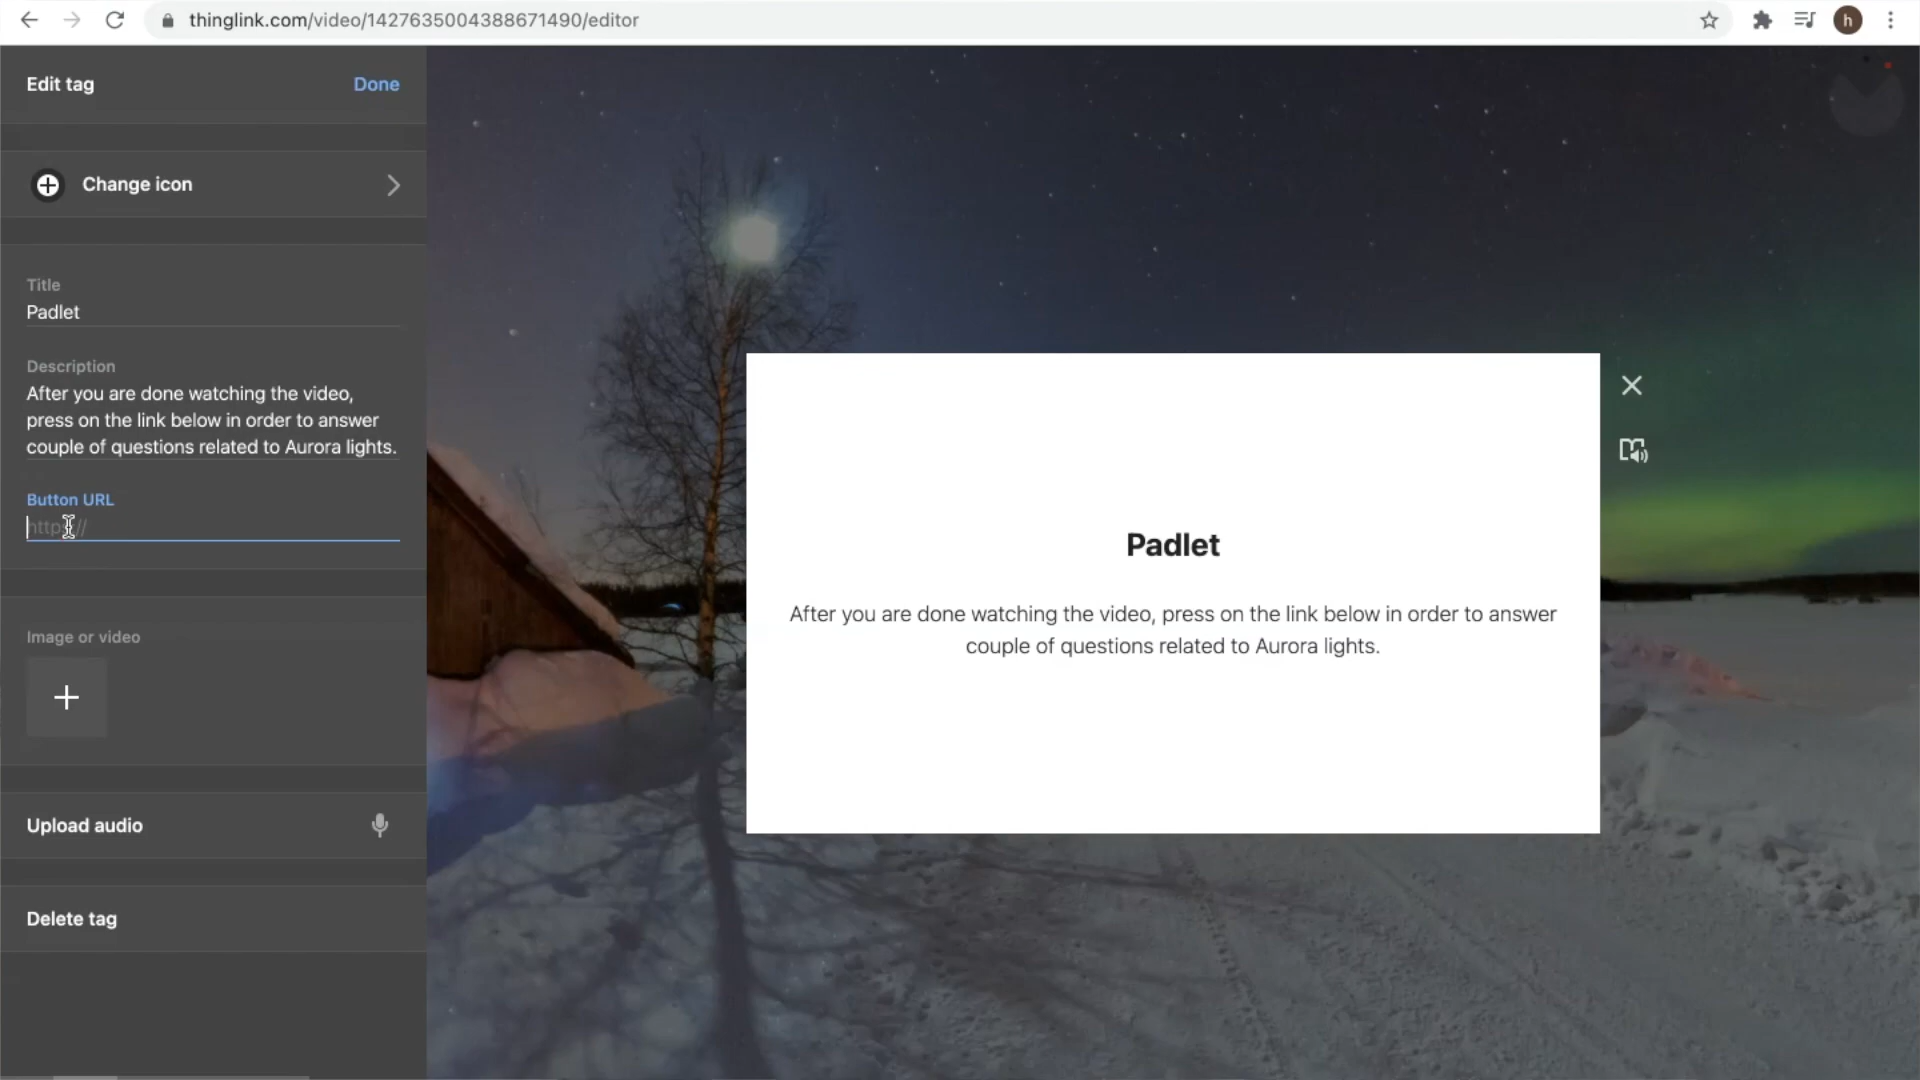 thinglink.com/video/1427635004388671490/editor
h
Edit tag
Done
Change icon
Title
Padlet
Description
After you are done watching the video,
press on the link below in order to answer
couple of questions related to Aurora lights.
Button URL
https://
Image or video
Upload audio
Delete tag
Padlet
After you are done watching the video, press on the link below in order to answer
couple of questions related to Aurora lights.